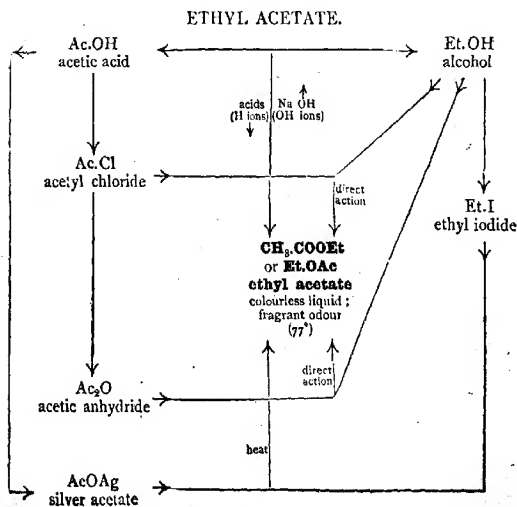 ETHYL ACETATE.
Ac.OH
acetic acid
Et.OH
alcohol
acids
(H ions)
Na OH
(OH ions)
Ac.Cl
acetyl chloride
direct
action
Et.I
ethyl iodide
CH₃.COOEt
or Et.OAc
ethyl acetate
colourless liquid ;
fragrant odour
(77°)
direct
action
Ac₂O
acetic anhydride
heat
AcOAg
silver acetate